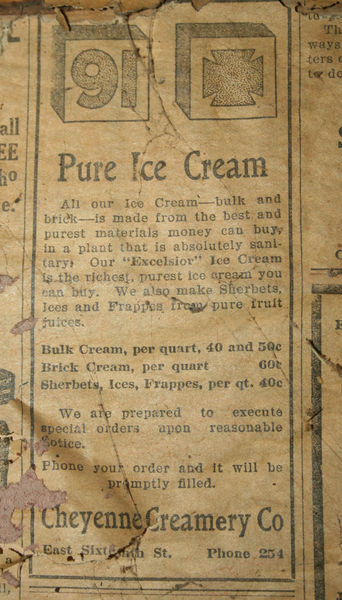 91
Pure Ice Cream
All our Ice Cream—bulk and
brick—is made from the best and
purest materials money can buy,
in a plant that is absolutely sani-
tary. Our "Excelsior" Ice Cream
is the richest, purest ice cream you
can buy. We also make Sherbets,
Ices and Frappes from pure fruit
juices.
Bulk Cream, per quart, 40 and 50c
Brick Cream, per quart 60c
Sherbets, Ices, Frappes, per qt. 40c
We are prepared to execute
special orders upon reasonable
notice.
Phone your order and it will be
promptly filled.
Cheyenne Creamery Co
East Sixteenth St. Phone 254
all
ways
ters
to do